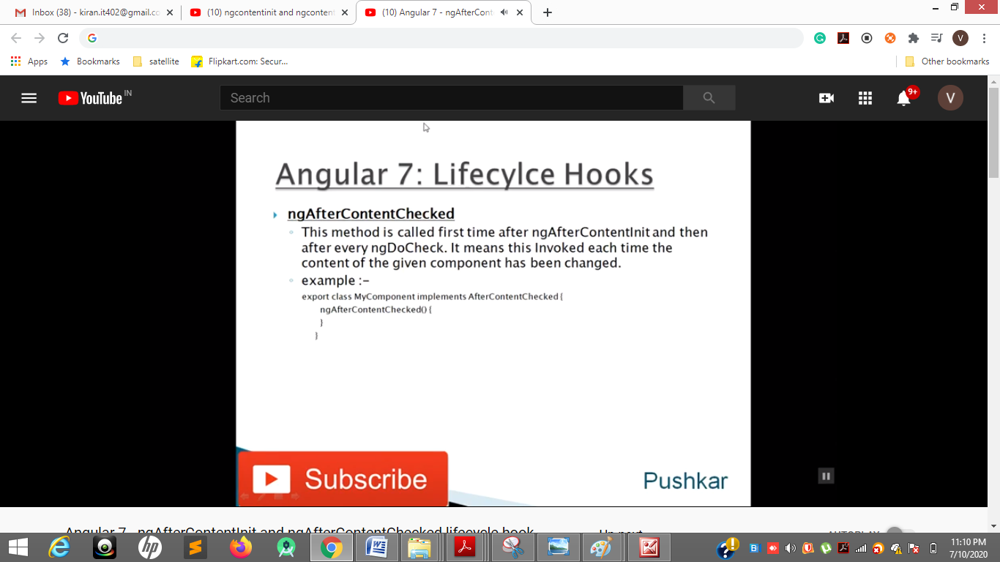 Inbox (38) - kiran.it402@gmail.co
(10) ngcontentinit and ngcontent
(10) Angular 7 - ngAfterCont
Apps
Bookmarks
satellite
Flipkart.com: Secur...
Other bookmarks
V
YouTube IN
Search
9+
V
Angular 7: Lifecylce Hooks
ngAfterContentChecked
This method is called first time after ngAfterContentInit and then
after every ngDoCheck. It means this Invoked each time the
content of the given component has been changed.
example :-
export class MyComponent implements AfterContentChecked {
ngAfterContentChecked() {
}
}
Subscribe
Pushkar
Angular 7 - ngAfterContentInit and ngAfterContentChecked lifecycle hook
Up next
AUTOPLAY
11:10 PM
7/10/2020